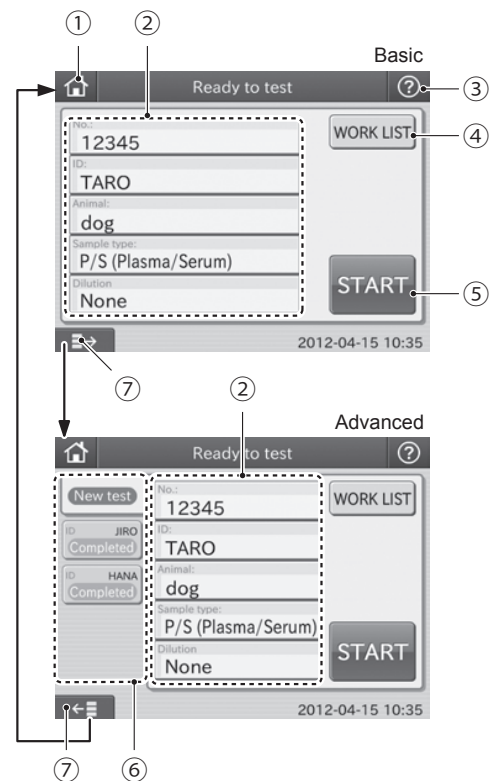 ① ②
Basic
Ready to test ? ③
No.:
12345
WORK LIST ④
ID:
TARO
Animal:
dog
Sample type:
P/S (Plasma/Serum)
Dilution
None
START ⑤
2012-04-15 10:35
⑦ ②
Advanced
Ready to test ?
New test
No.:
12345
WORK LIST
ID JIRO
Completed
ID:
TARO
ID HANA
Completed
Animal:
dog
Sample type:
P/S (Plasma/Serum)
Dilution
None
START
2012-04-15 10:35
⑦ ⑥